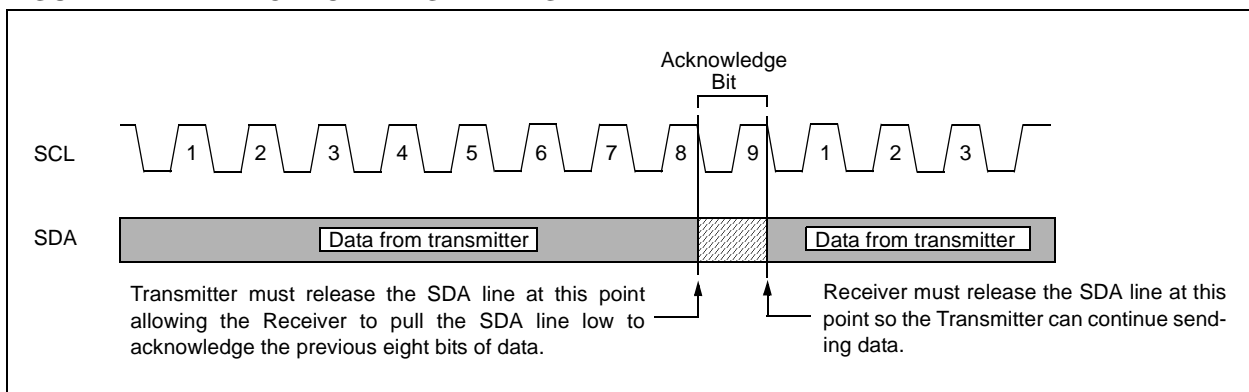 Acknowledge
Bit
SCL
1 2 3 4 5 6 7 8 9 1 2 3
SDA
Data from transmitter
Data from transmitter
Transmitter must release the SDA line at this point
allowing the Receiver to pull the SDA line low to
acknowledge the previous eight bits of data.
Receiver must release the SDA line at this
point so the Transmitter can continue send-
ing data.